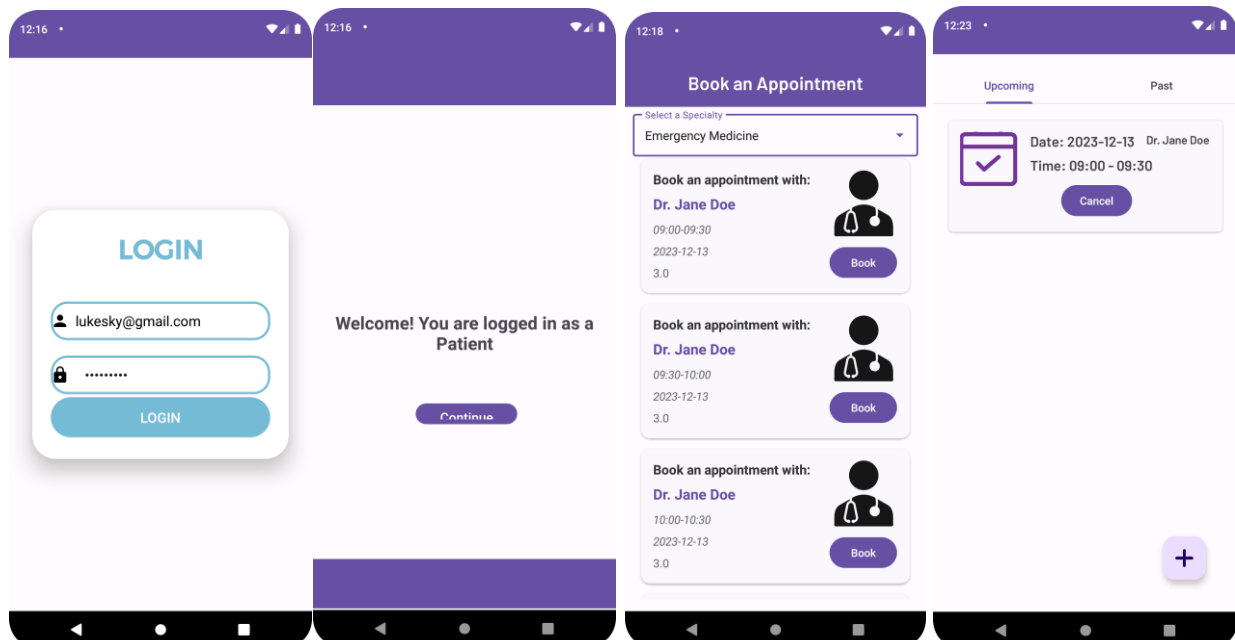 12:16
LOGIN
lukesky@gmail.com
•••••••••
LOGIN
12:16
Welcome! You are logged in as a
Patient
Continue
12:18
Book an Appointment
Select a Specialty
Emergency Medicine
Book an appointment with:
Dr. Jane Doe
09:00-09:30
2023-12-13
3.0
Book
Book an appointment with:
Dr. Jane Doe
09:30-10:00
2023-12-13
3.0
Book
Book an appointment with:
Dr. Jane Doe
10:00-10:30
2023-12-13
3.0
Book
12:23
Upcoming Past
Date: 2023-12-13 Dr. Jane Doe
Time: 09:00 - 09:30
Cancel
+